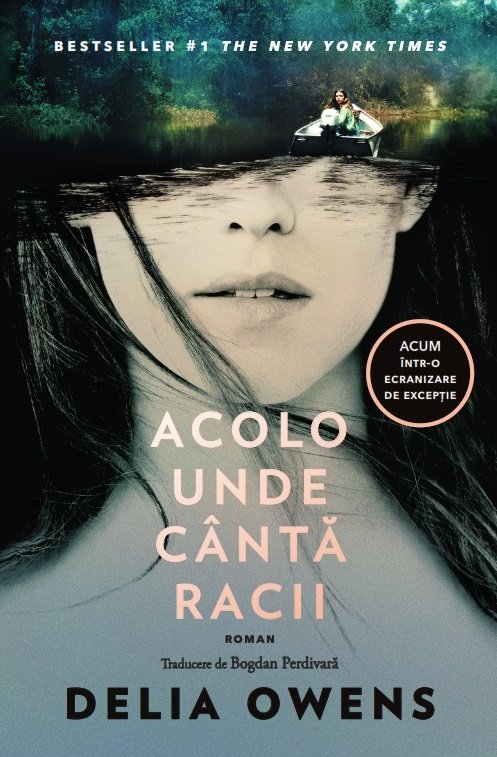 BESTSELLER #1 THE NEW YORK TIMES
ACUM
ÎNTR-O
ECRANIZARE
DE EXCEPȚIE
ACOLO
UNDE
CÂNTĂ
RACII
ROMAN
Traducere de Bogdan Perdivară
DELIA OWENS